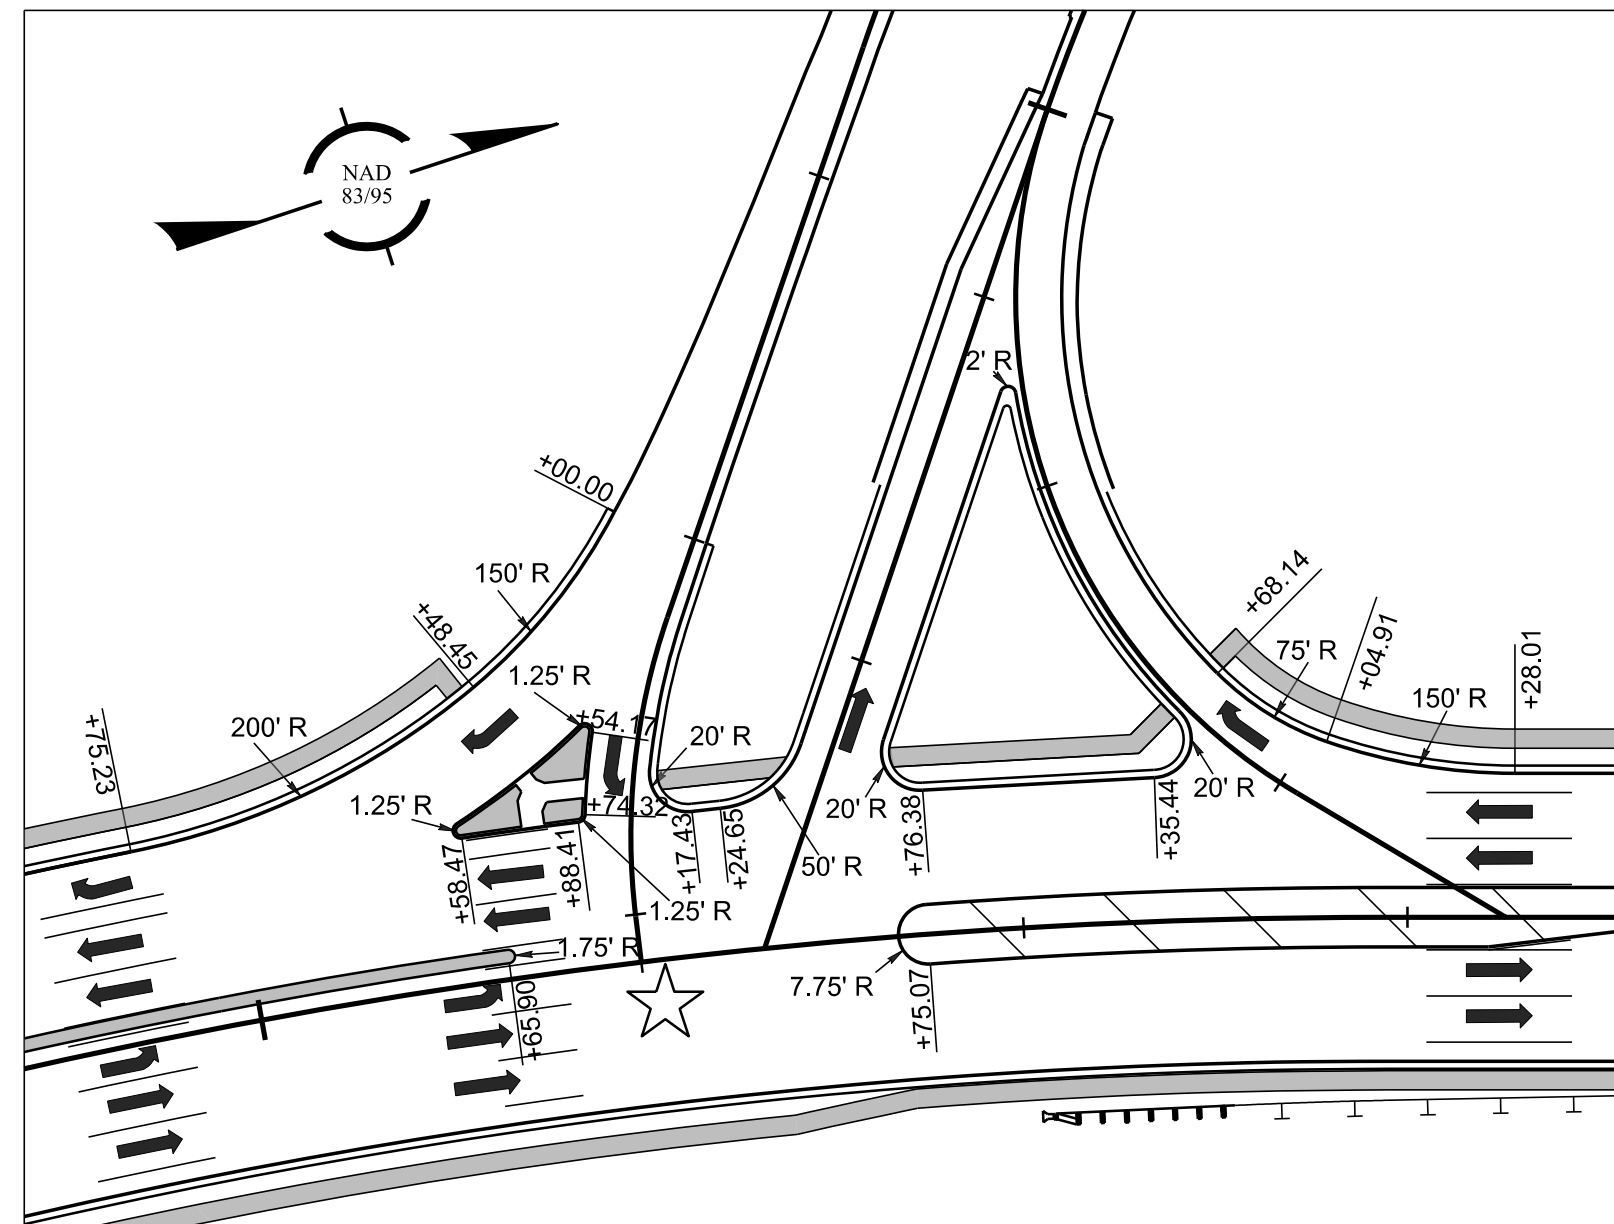 NAD
83/95
2' R
+00.00
150' R
+48.45
1.25' R
+68.14
75' R
+04.91
+28.01
150' R
+75.23
200' R
+54.17
20' R
1.25' R
+74.32
20' R
20' R
+58.47
+88.41
+17.43
+24.65
50' R
+76.38
+35.44
1.25' R
1.75' R
+65.60
7.75' R
+75.07